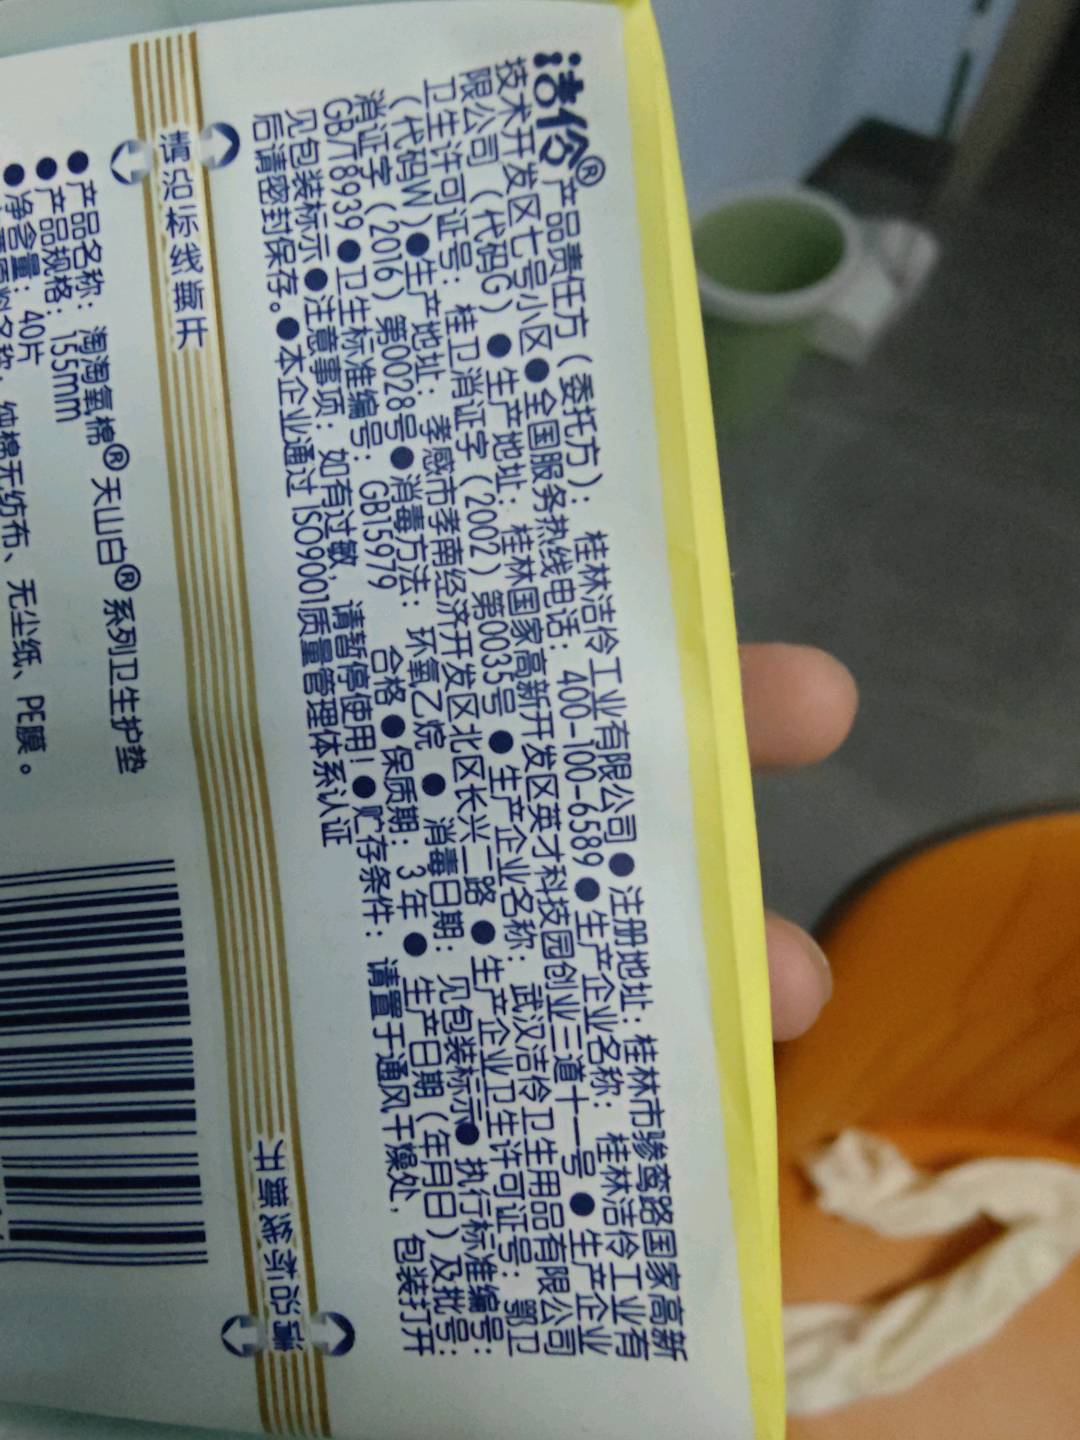 洁伶®产品责任方（委托方）：桂林洁伶工业有限公司●注册地址：桂林市骖鸾路国家高新
技术开发区七号小区●全国服务热线电话：400-100-6589●生产企业名称：桂林洁伶工业有
限公司（代码G）●生产地址：桂林国家高新开发区英才科技园创业三道十一号●生产企业
卫生许可证号：桂卫消证字（2002）第0035号●生产企业名称：武汉洁伶卫生用品有限公司
（代码W）●生产地址：孝感市孝南经济开发区北区长兴二路●生产企业卫生许可证号：鄂卫
消证字（2016）第0028号●消毒方法：环氧乙烷●消毒日期：见包装标示●执行标准编号：
GB/T8939●卫生标准编号：GB15979 合格●保质期：3年●生产日期（年月日）及批号：
见包装标示●注意事项：如有过敏，请暂停使用！●贮存条件：请置于通风干燥处，包装打开
后请密封保存。●本企业通过ISO9001质量管理体系认证
请沿标线撕开
请沿标线撕开
●产品名称：淘淘氧棉®天山白®系列卫生护垫
●产品规格：155mm
●净含量：40片
纯棉无纺布、无尘纸、PE膜。